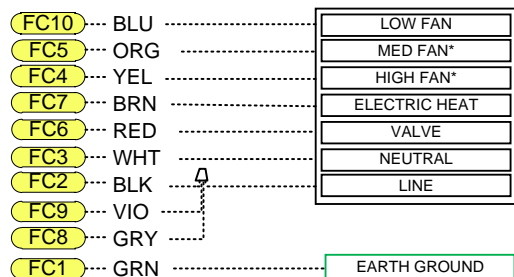 FC10 BLU LOW FAN
FC5 ORG MED FAN*
FC4 YEL HIGH FAN*
FC7 BRN ELECTRIC HEAT
FC6 RED VALVE
FC3 WHT NEUTRAL
FC2 BLK LINE
FC9 VIO
FC8 GRY
FC1 GRN EARTH GROUND